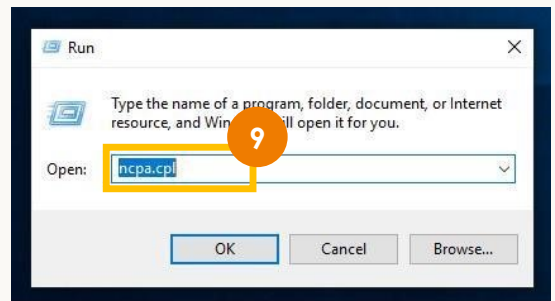 Run
Type the name of a program, folder, document, or Internet
resource, and Win ill open it for you.
9
Open: ncpa.cpl
OK Cancel Browse...